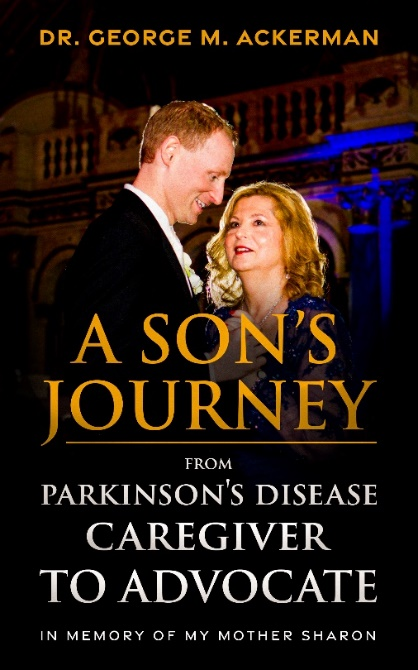 DR. GEORGE M. ACKERMAN
A SON'S
JOURNEY
FROM
PARKINSON'S DISEASE
CAREGIVER
TO ADVOCATE
IN MEMORY OF MY MOTHER SHARON